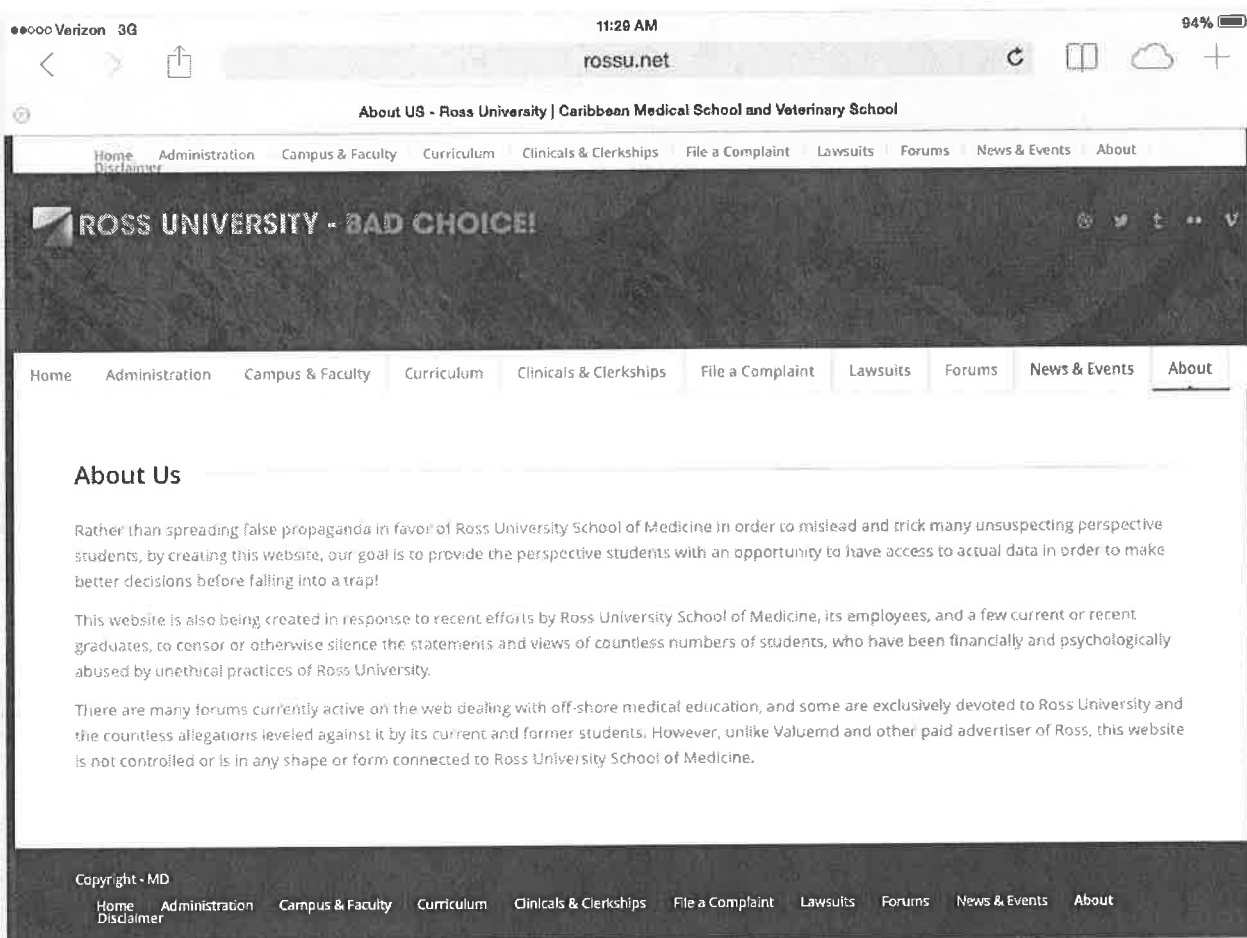 Verizon 3G 11:29 AM 94%
rossu.net
About US - Ross University | Caribbean Medical School and Veterinary School
Home Administration Campus & Faculty Curriculum Clinicals & Clerkships File a Complaint Lawsuits Forums News & Events About
Disclaimer
ROSS UNIVERSITY - BAD CHOICE!
Home Administration Campus & Faculty Curriculum Clinicals & Clerkships File a Complaint Lawsuits Forums News & Events About
About Us
Rather than spreading false propaganda in favor of Ross University School of Medicine in order to mislead and trick many unsuspecting perspective
students, by creating this website, our goal is to provide the perspective students with an opportunity to have access to actual data in order to make
better decisions before falling into a trap!
This website is also being created in response to recent efforts by Ross University School of Medicine, its employees, and a few current or recent
graduates, to censor or otherwise silence the statements and views of countless numbers of students, who have been financially and psychologically
abused by unethical practices of Ross University.
There are many forums currently active on the web dealing with off-shore medical education, and some are exclusively devoted to Ross University and
the countless allegations leveled against it by its current and former students. However, unlike Valuemd and other paid advertiser of Ross, this website
is not controlled or is in any shape or form connected to Ross University School of Medicine.
Copyright - MD
Home Administration Campus & Faculty Curriculum Clinicals & Clerkships File a Complaint Lawsuits Forums News & Events About
Disclaimer